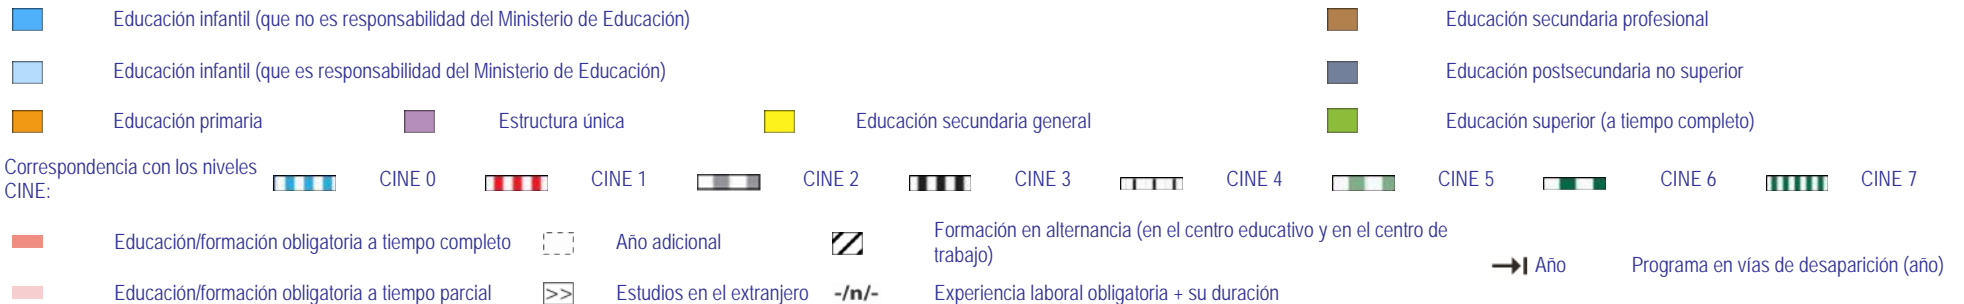 Educación infantil (que no es responsabilidad del Ministerio de Educación)
Educación secundaria profesional
Educación infantil (que es responsabilidad del Ministerio de Educación)
Educación postsecundaria no superior
Educación primaria
Estructura única
Educación secundaria general
Educación superior (a tiempo completo)
Correspondencia con los niveles
CINE:
CINE 0
CINE 1
CINE 2
CINE 3
CINE 4
CINE 5
CINE 6
CINE 7
Educación/formación obligatoria a tiempo completo
Año adicional
Formación en alternancia (en el centro educativo y en el centro de
trabajo)
Año
Programa en vías de desaparición (año)
Educación/formación obligatoria a tiempo parcial
>>
Estudios en el extranjero
-/n/-
Experiencia laboral obligatoria + su duración